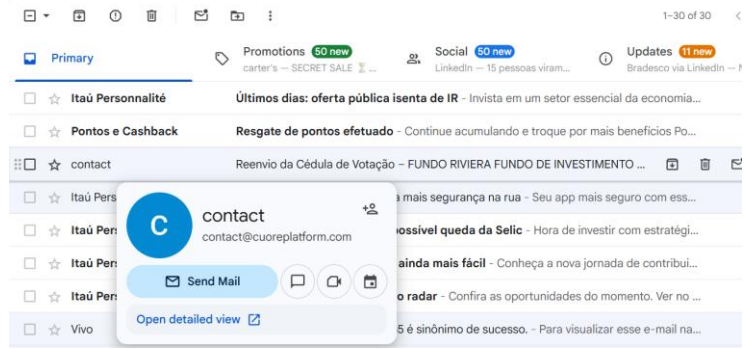 1–30 of 30
Primary
Promotions 50 new
carter's — SECRET SALE ⏳ ...
Social 50 new
LinkedIn — 15 pessoas viram...
Updates 11 new
Bradesco via LinkedIn —
Itaú Personnalité Últimos dias: oferta pública isenta de IR - Invista em um setor essencial da economia...
Pontos e Cashback Resgate de pontos efetuado - Continue acumulando e troque por mais benefícios Po...
contact Reenvio da Cédula de Votação – FUNDO RIVIERA FUNDO DE INVESTIMENTO ...
Itaú Pers mais segurança na rua - Seu app mais seguro com ess...
Itaú Per ossível queda da Selic - Hora de investir com estratégi...
Itaú Per ainda mais fácil - Conheça a nova jornada de contribui...
Itaú Per o radar - Confira as oportunidades do momento. Ver no ...
Vivo 5 é sinônimo de sucesso. - Para visualizar esse e-mail na...
C
contact
contact@cuoreplatform.com
Send Mail
Open detailed view